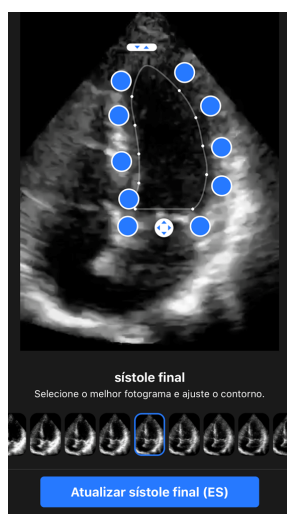 sístole final
Selecione o melhor fotograma e ajuste o contorno.
Atualizar sístole final (ES)